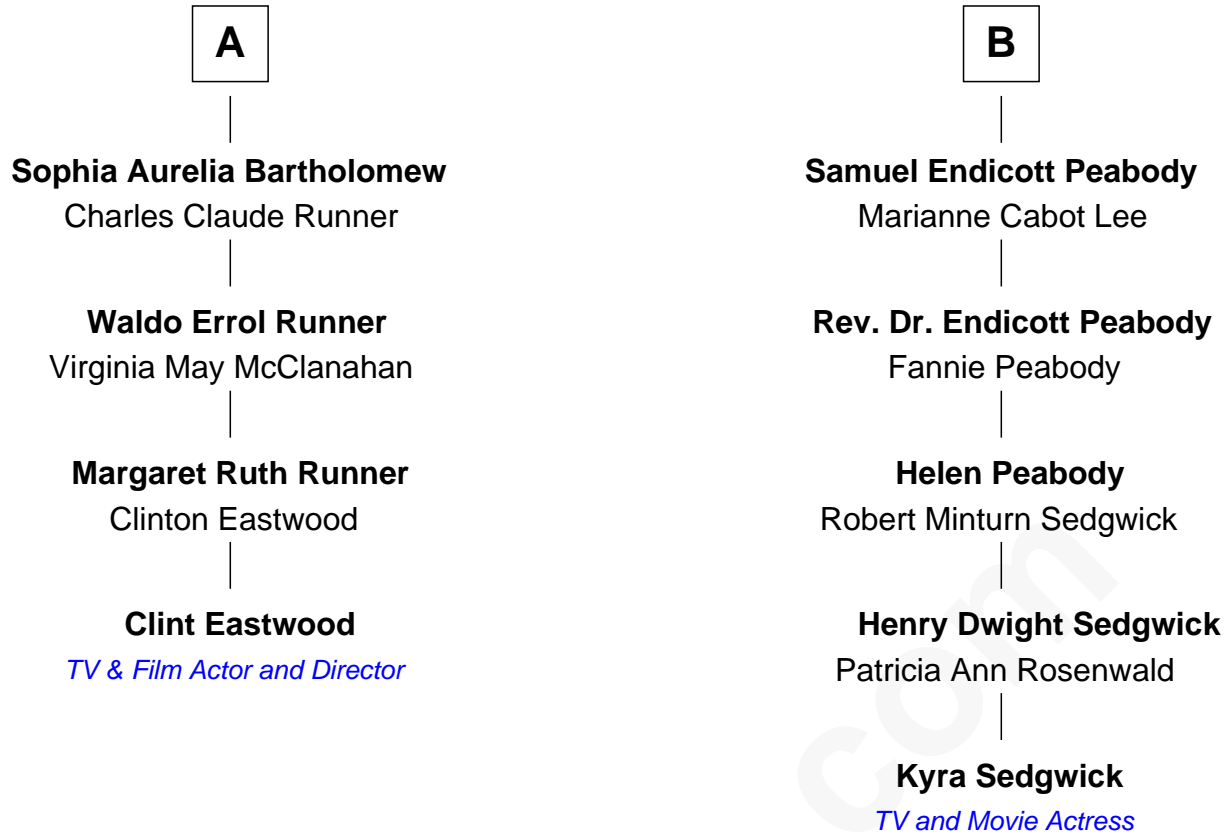 A
Sophia Aurelia Bartholomew
Charles Claude Runner
Waldo Errol Runner
Virginia May McClanahan
Margaret Ruth Runner
Clinton Eastwood
Clint Eastwood
TV & Film Actor and Director
B
Samuel Endicott Peabody
Marianne Cabot Lee
Rev. Dr. Endicott Peabody
Fannie Peabody
Helen Peabody
Robert Minturn Sedgwick
Henry Dwight Sedgwick
Patricia Ann Rosenwald
Kyra Sedgwick
TV and Movie Actress
com